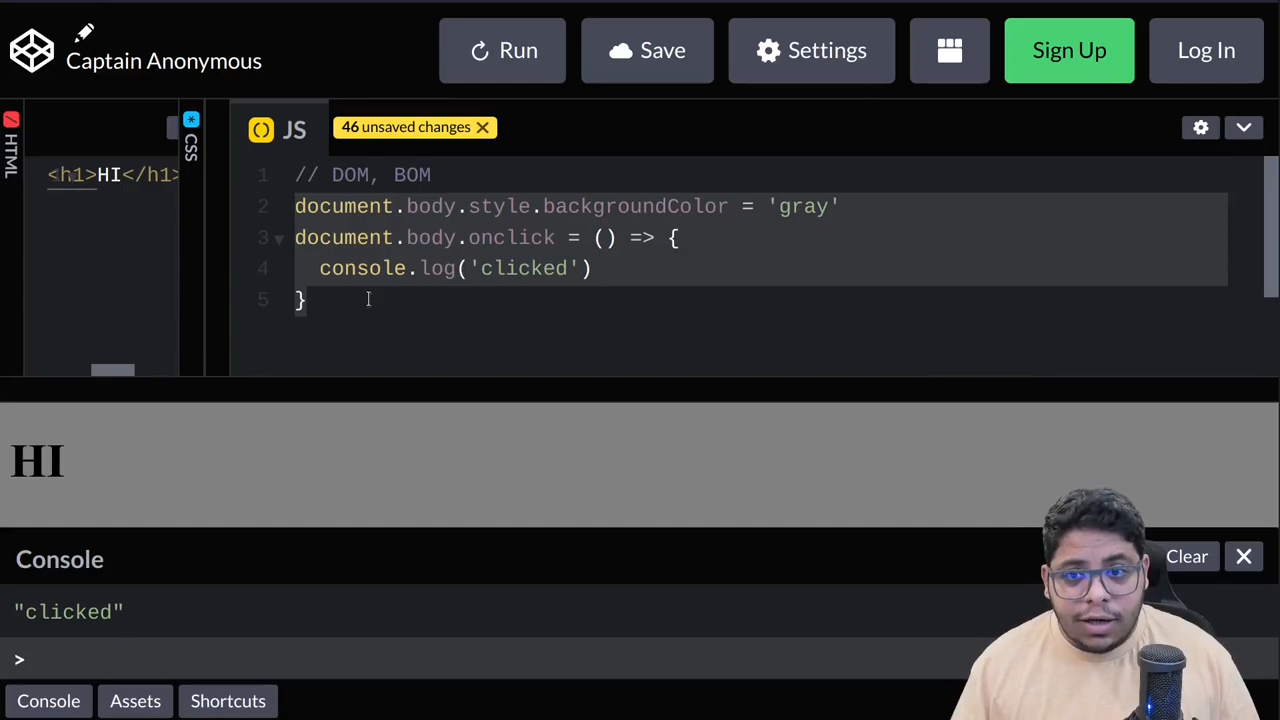 Captain Anonymous
Run
Save
Settings
Sign Up
Log In
HTML
<h1>HI</h1>
CSS
JS
46 unsaved changes
1 // DOM, BOM
2 document.body.style.backgroundColor = 'gray'
3 document.body.onclick = () => {
4 console.log('clicked')
5 }
HI
Console
Clear
"clicked"
>
Console
Assets
Shortcuts